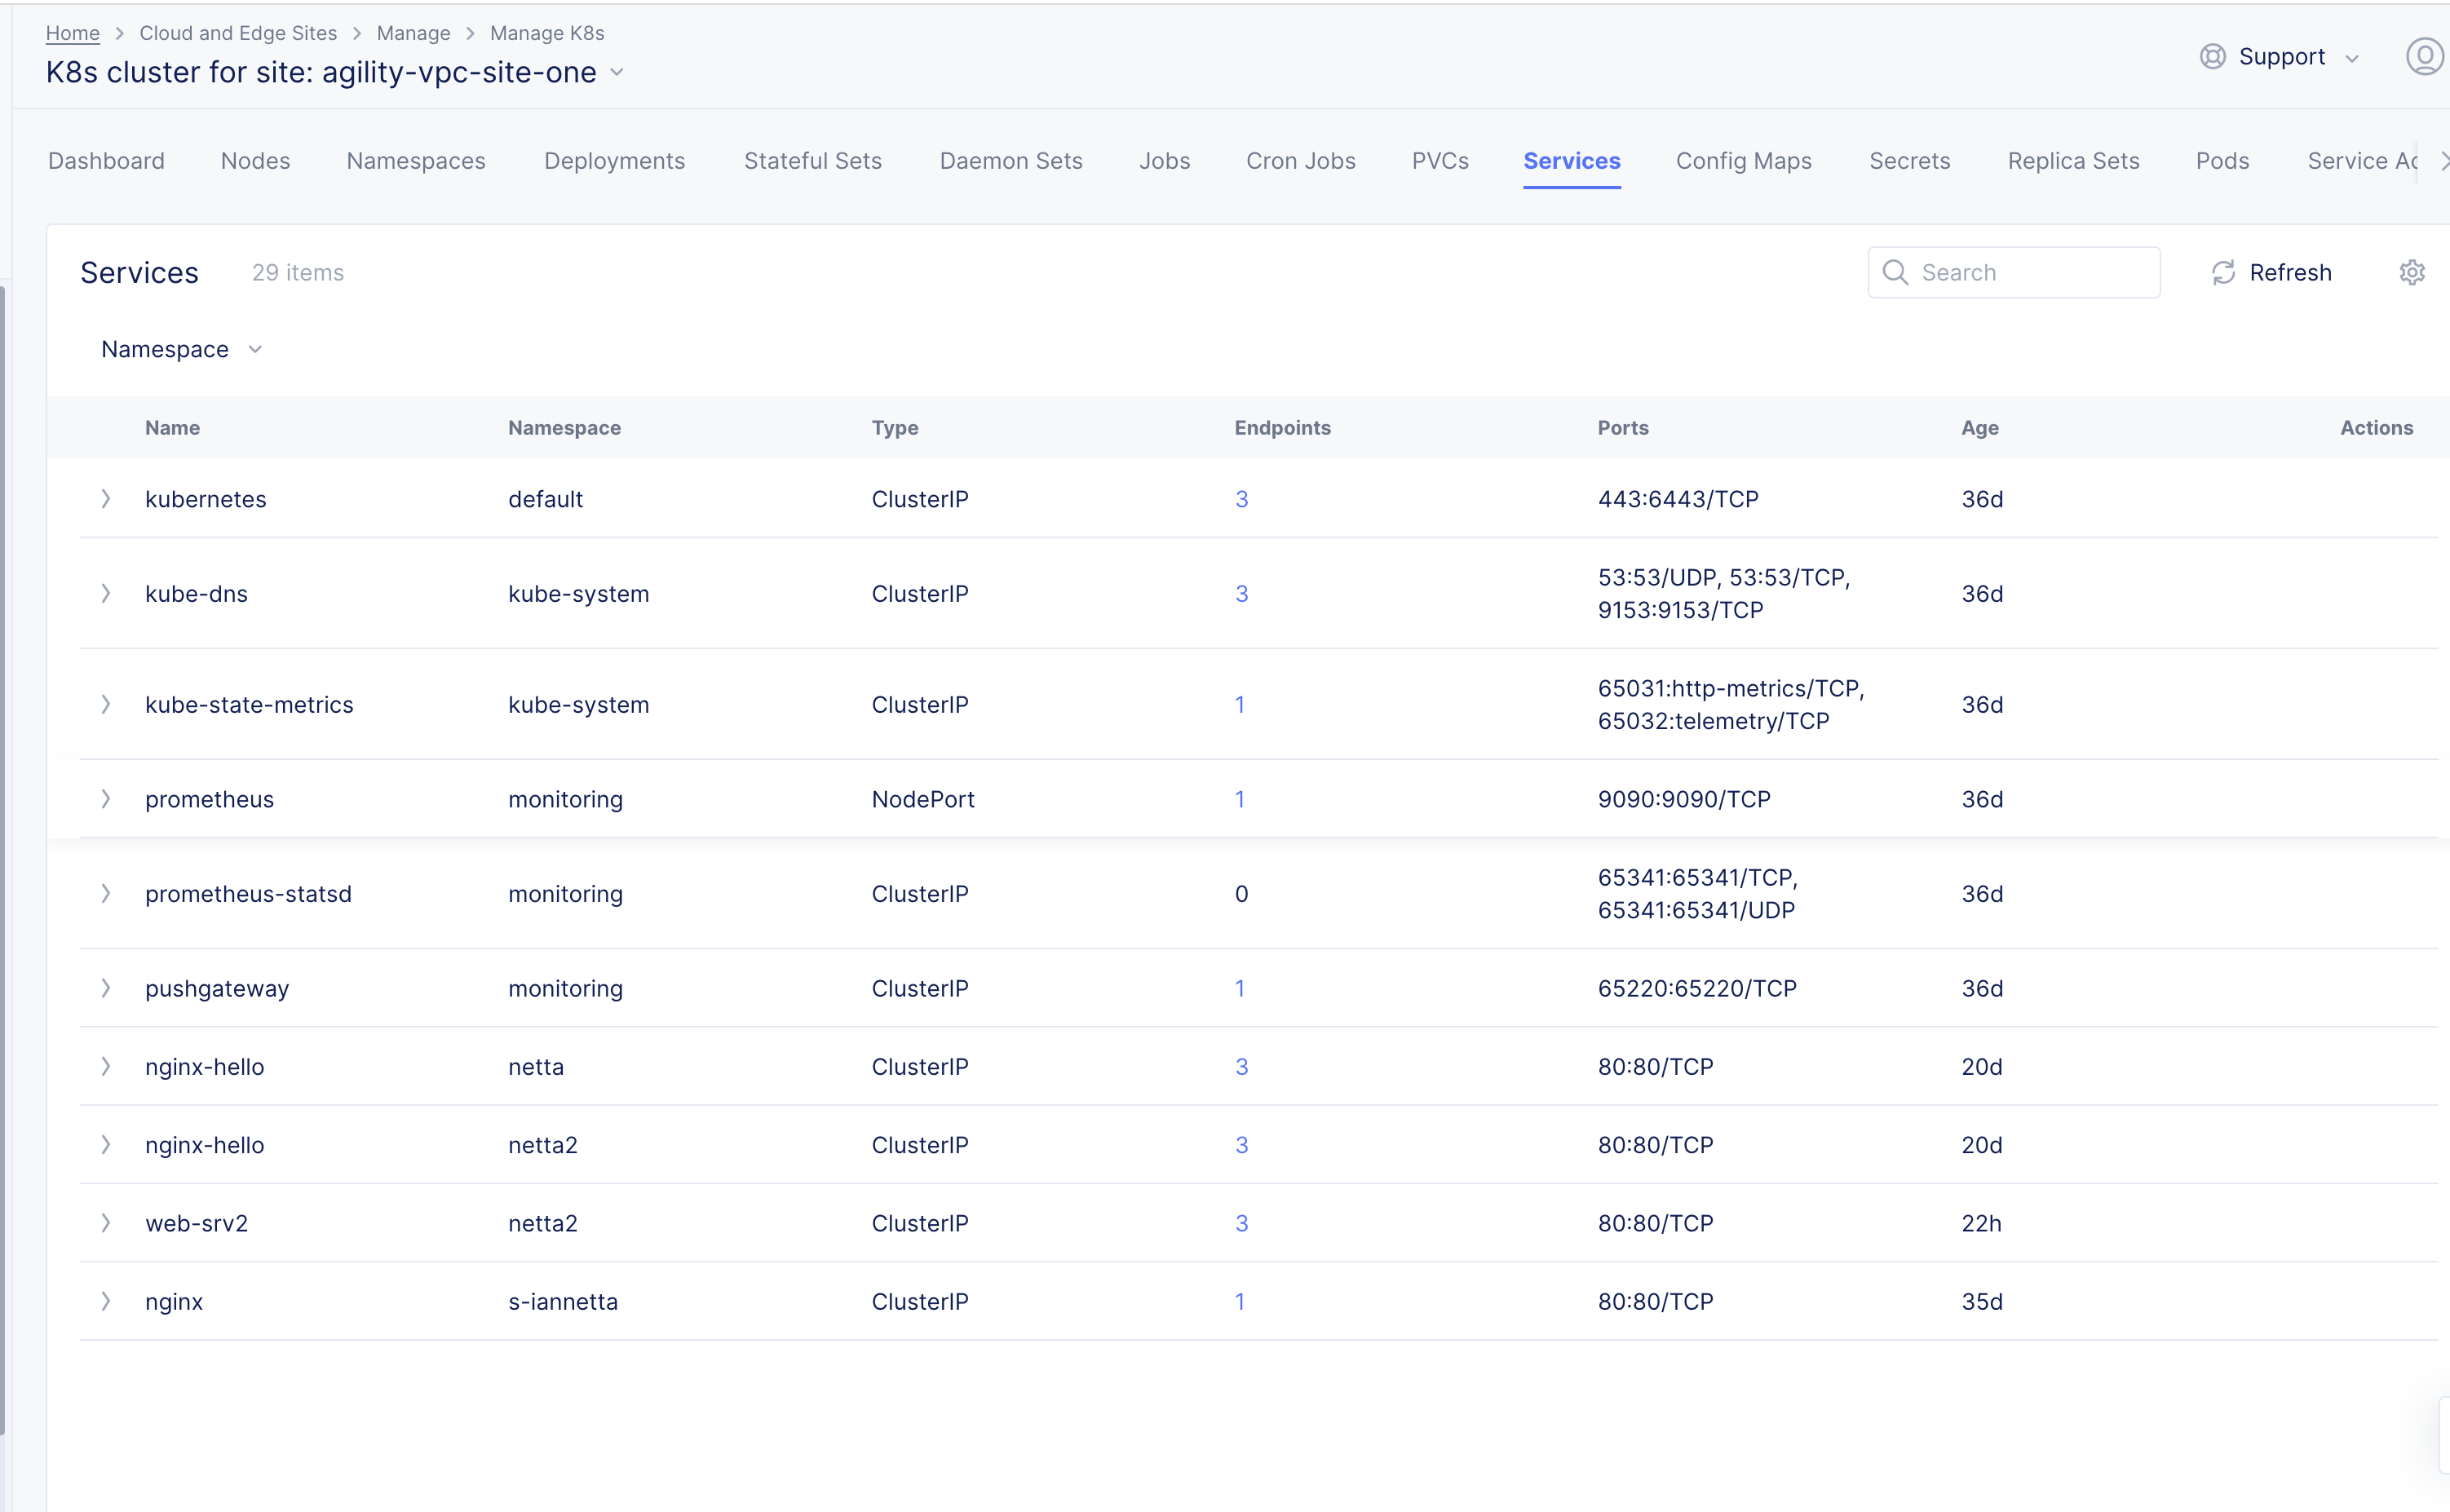 Home > Cloud and Edge Sites > Manage > Manage K8s
K8s cluster for site: agility-vpc-site-one
Support
Dashboard Nodes Namespaces Deployments Stateful Sets Daemon Sets Jobs Cron Jobs PVCs Services Config Maps Secrets Replica Sets Pods Service Ac
Services 29 items
Search
Refresh
Namespace
Name Namespace Type Endpoints Ports Age Actions
kubernetes default ClusterIP 3 443:6443/TCP 36d
kube-dns kube-system ClusterIP 3 53:53/UDP, 53:53/TCP,
9153:9153/TCP 36d
kube-state-metrics kube-system ClusterIP 1 65031:http-metrics/TCP,
65032:telemetry/TCP 36d
prometheus monitoring NodePort 1 9090:9090/TCP 36d
prometheus-statsd monitoring ClusterIP 0 65341:65341/TCP,
65341:65341/UDP 36d
pushgateway monitoring ClusterIP 1 65220:65220/TCP 36d
nginx-hello netta ClusterIP 3 80:80/TCP 20d
nginx-hello netta2 ClusterIP 3 80:80/TCP 20d
web-srv2 netta2 ClusterIP 3 80:80/TCP 22h
nginx s-iannetta ClusterIP 1 80:80/TCP 35d